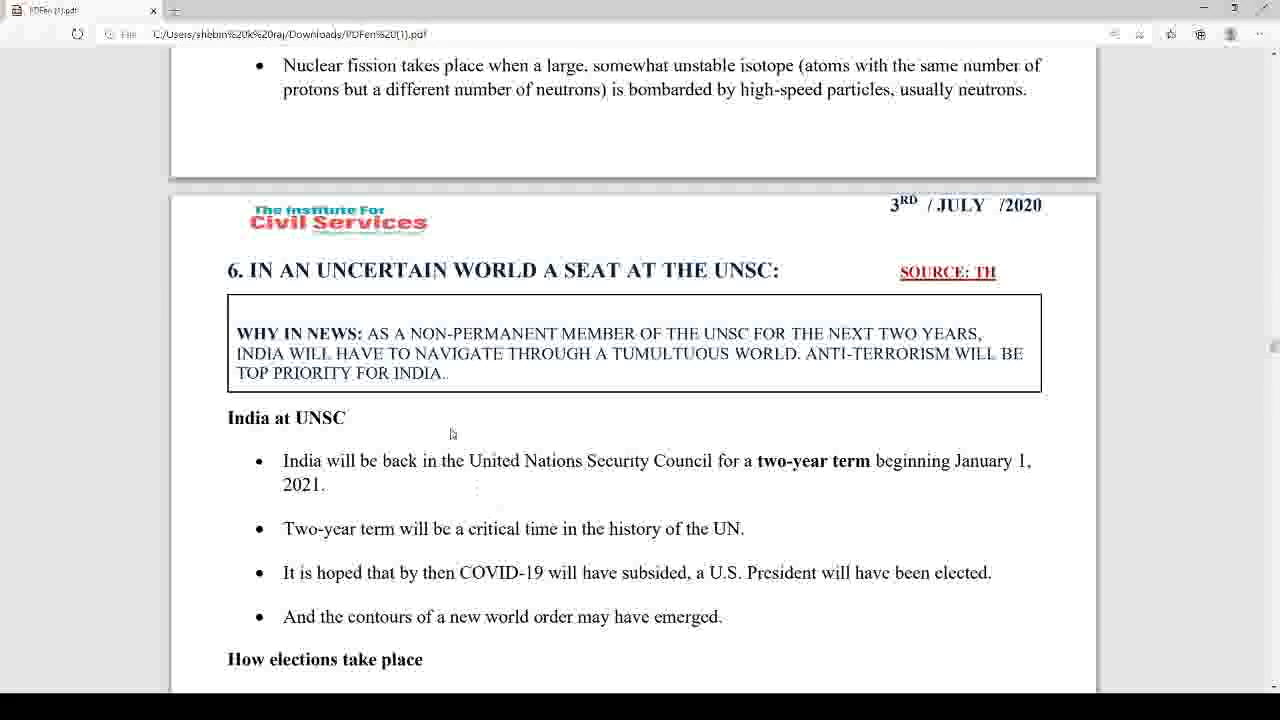 PDFen (1).pdf
File C:/Users/shebin%20k%20raj/Downloads/PDFen%20(1).pdf
• Nuclear fission takes place when a large, somewhat unstable isotope (atoms with the same number of
protons but a different number of neutrons) is bombarded by high-speed particles, usually neutrons.
The Institute For
Civil Services
3RD / JULY /2020
6. IN AN UNCERTAIN WORLD A SEAT AT THE UNSC:
SOURCE: TH
WHY IN NEWS: AS A NON-PERMANENT MEMBER OF THE UNSC FOR THE NEXT TWO YEARS,
INDIA WILL HAVE TO NAVIGATE THROUGH A TUMULTUOUS WORLD. ANTI-TERRORISM WILL BE
TOP PRIORITY FOR INDIA.
India at UNSC
• India will be back in the United Nations Security Council for a two-year term beginning January 1,
2021.
• Two-year term will be a critical time in the history of the UN.
• It is hoped that by then COVID-19 will have subsided, a U.S. President will have been elected.
• And the contours of a new world order may have emerged.
How elections take place